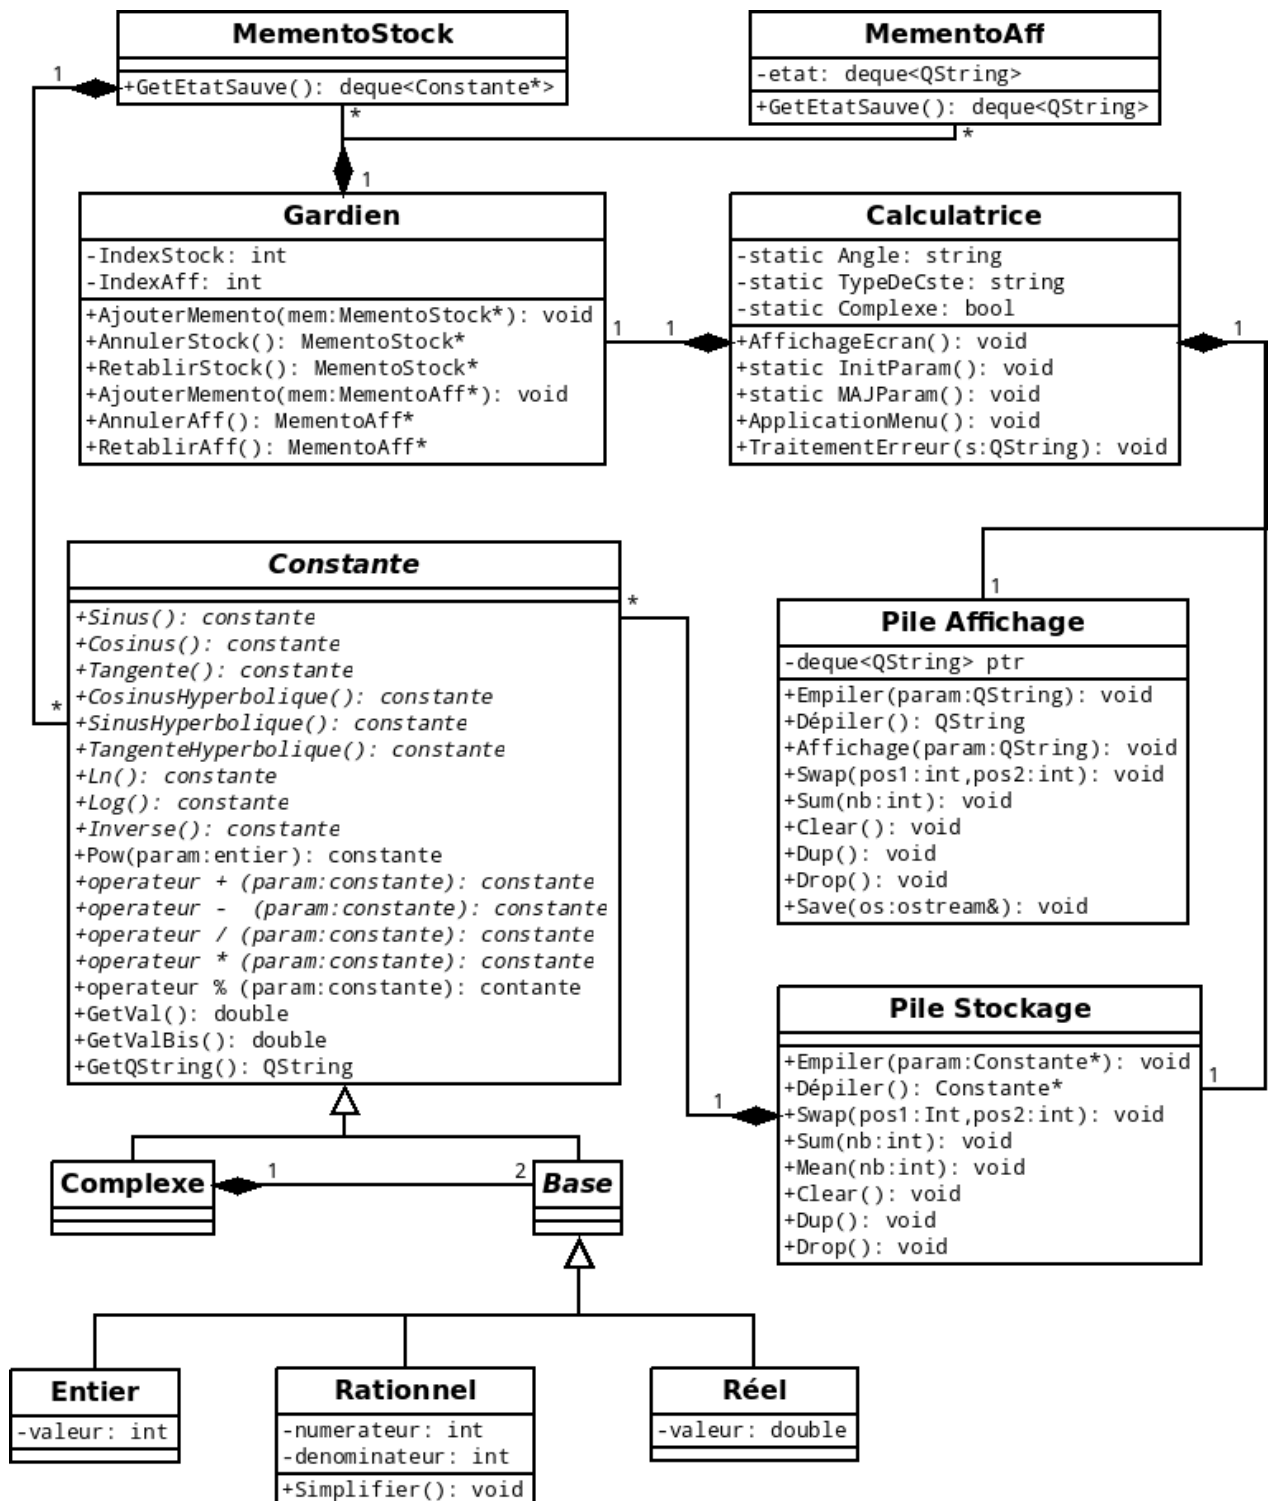 MementoStock
+GetEtatSauve(): deque<Constante*>
1
*
MementoAff
-etat: deque<QString>
+GetEtatSauve(): deque<QString>
*
1
Gardien
-IndexStock: int
-IndexAff: int
+AjouterMemento(mem:MementoStock*): void
+AnnulerStock(): MementoStock*
+RetablirStock(): MementoStock*
+AjouterMemento(mem:MementoAff*): void
+AnnulerAff(): MementoAff*
+RetablirAff(): MementoAff*
1
1
Calculatrice
-static Angle: string
-static TypeDeCste: string
-static Complexe: bool
+AffichageEcran(): void
+static InitParam(): void
+static MAJParam(): void
+ApplicationMenu(): void
+TraitementErreur(s:QString): void
1
Constante
+Sinus(): constante
+Cosinus(): constante
+Tangente(): constante
+CosinusHyperbolique(): constante
+SinusHyperbolique(): constante
+TangenteHyperbolique(): constante
+Ln(): constante
+Log(): constante
+Inverse(): constante
+Pow(param:entier): constante
+operateur + (param:constante): constante
+operateur -  (param:constante): constante
+operateur / (param:constante): constante
+operateur * (param:constante): constante
+operateur % (param:constante): contante
+GetVal(): double
+GetValBis(): double
+GetQString(): QString
*
*
1
Pile Affichage
-deque<QString> ptr
+Empiler(param:QString): void
+Dépiler(): QString
+Affichage(param:QString): void
+Swap(pos1:int,pos2:int): void
+Sum(nb:int): void
+Clear(): void
+Dup(): void
+Drop(): void
+Save(os:ostream&): void
Pile Stockage
+Empiler(param:Constante*): void
+Dépiler(): Constante*
+Swap(pos1:Int,pos2:int): void
+Sum(nb:int): void
+Mean(nb:int): void
+Clear(): void
+Dup(): void
+Drop(): void
1
1
Complexe
1
2
Base
Entier
-valeur: int
Rationnel
-numerateur: int
-denominateur: int
+Simplifier(): void
Réel
-valeur: double